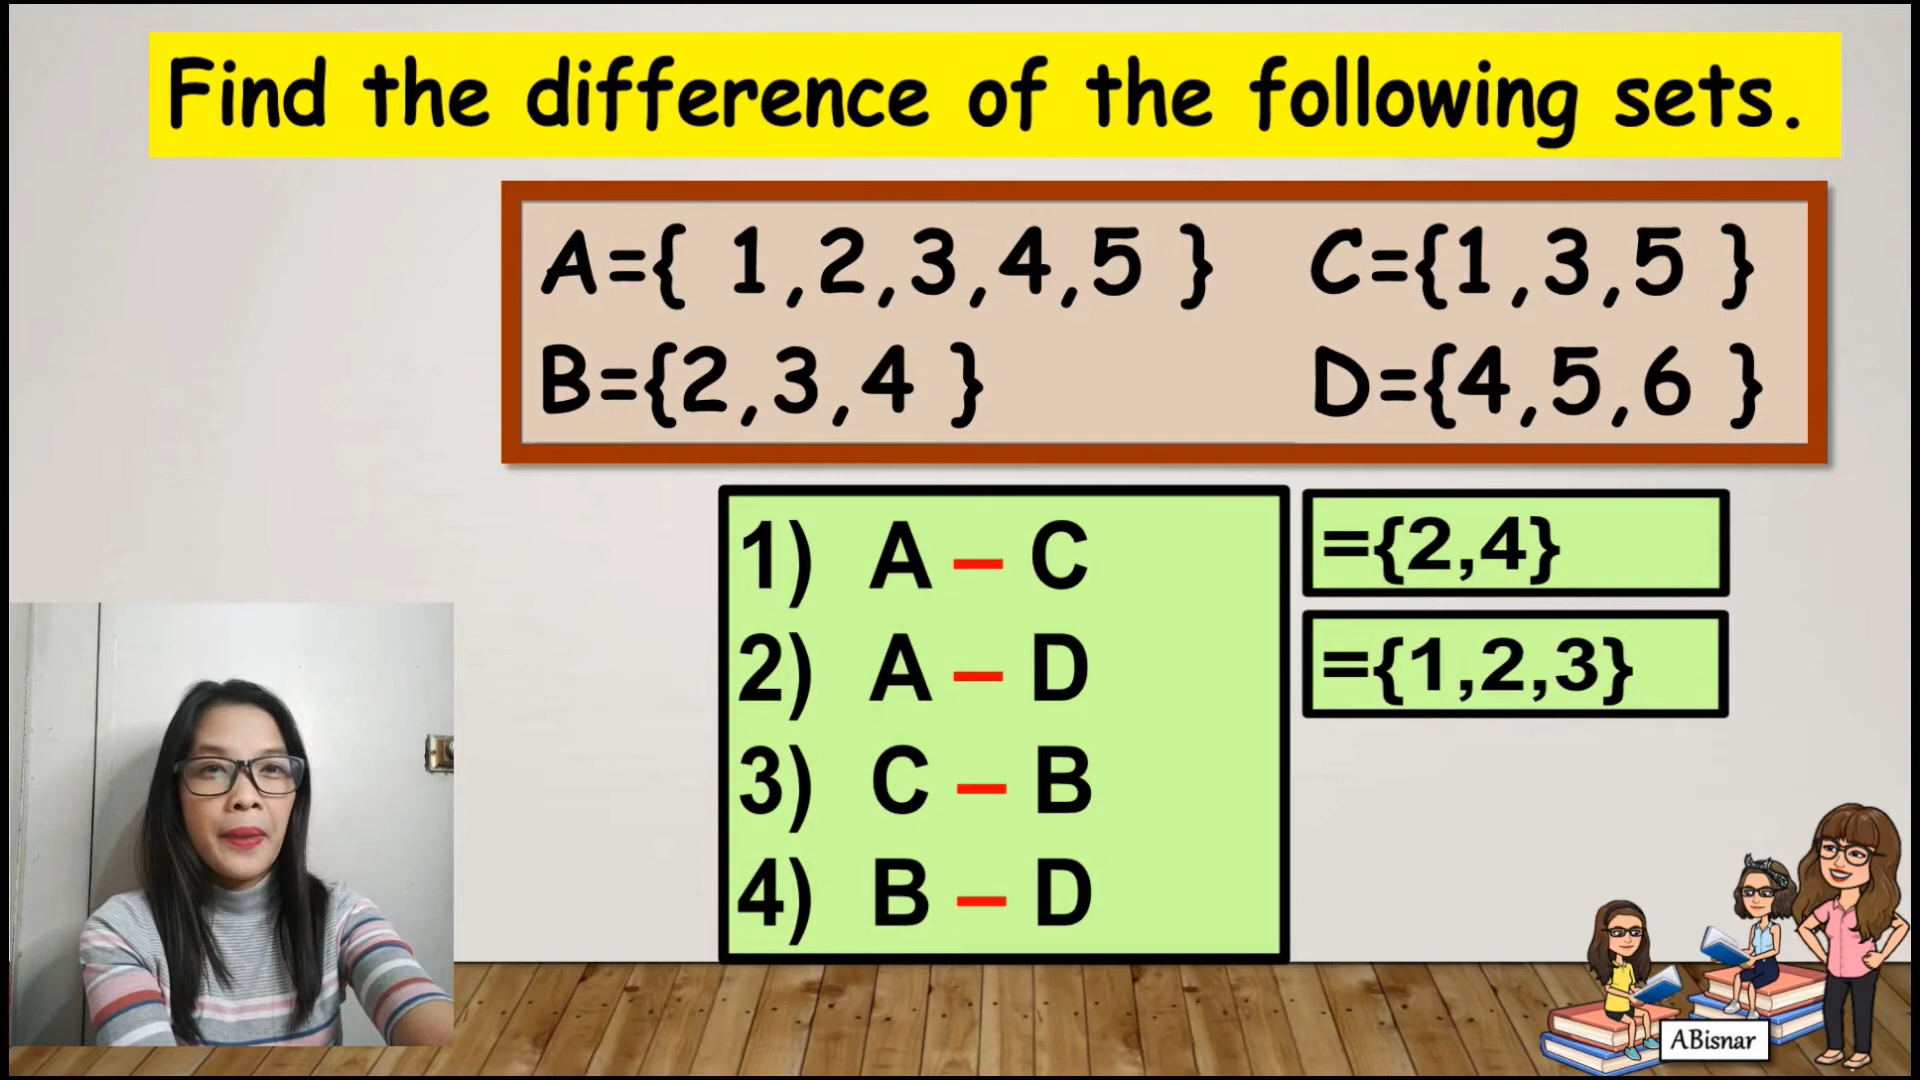 Find the difference of the following sets.
A={ 1,2,3,4,5 } C={1,3,5 }
B={2,3,4 } D={4,5,6 }
1) A – C ={2,4}
2) A – D ={1,2,3}
3) C – B
4) B – D
ABisnar